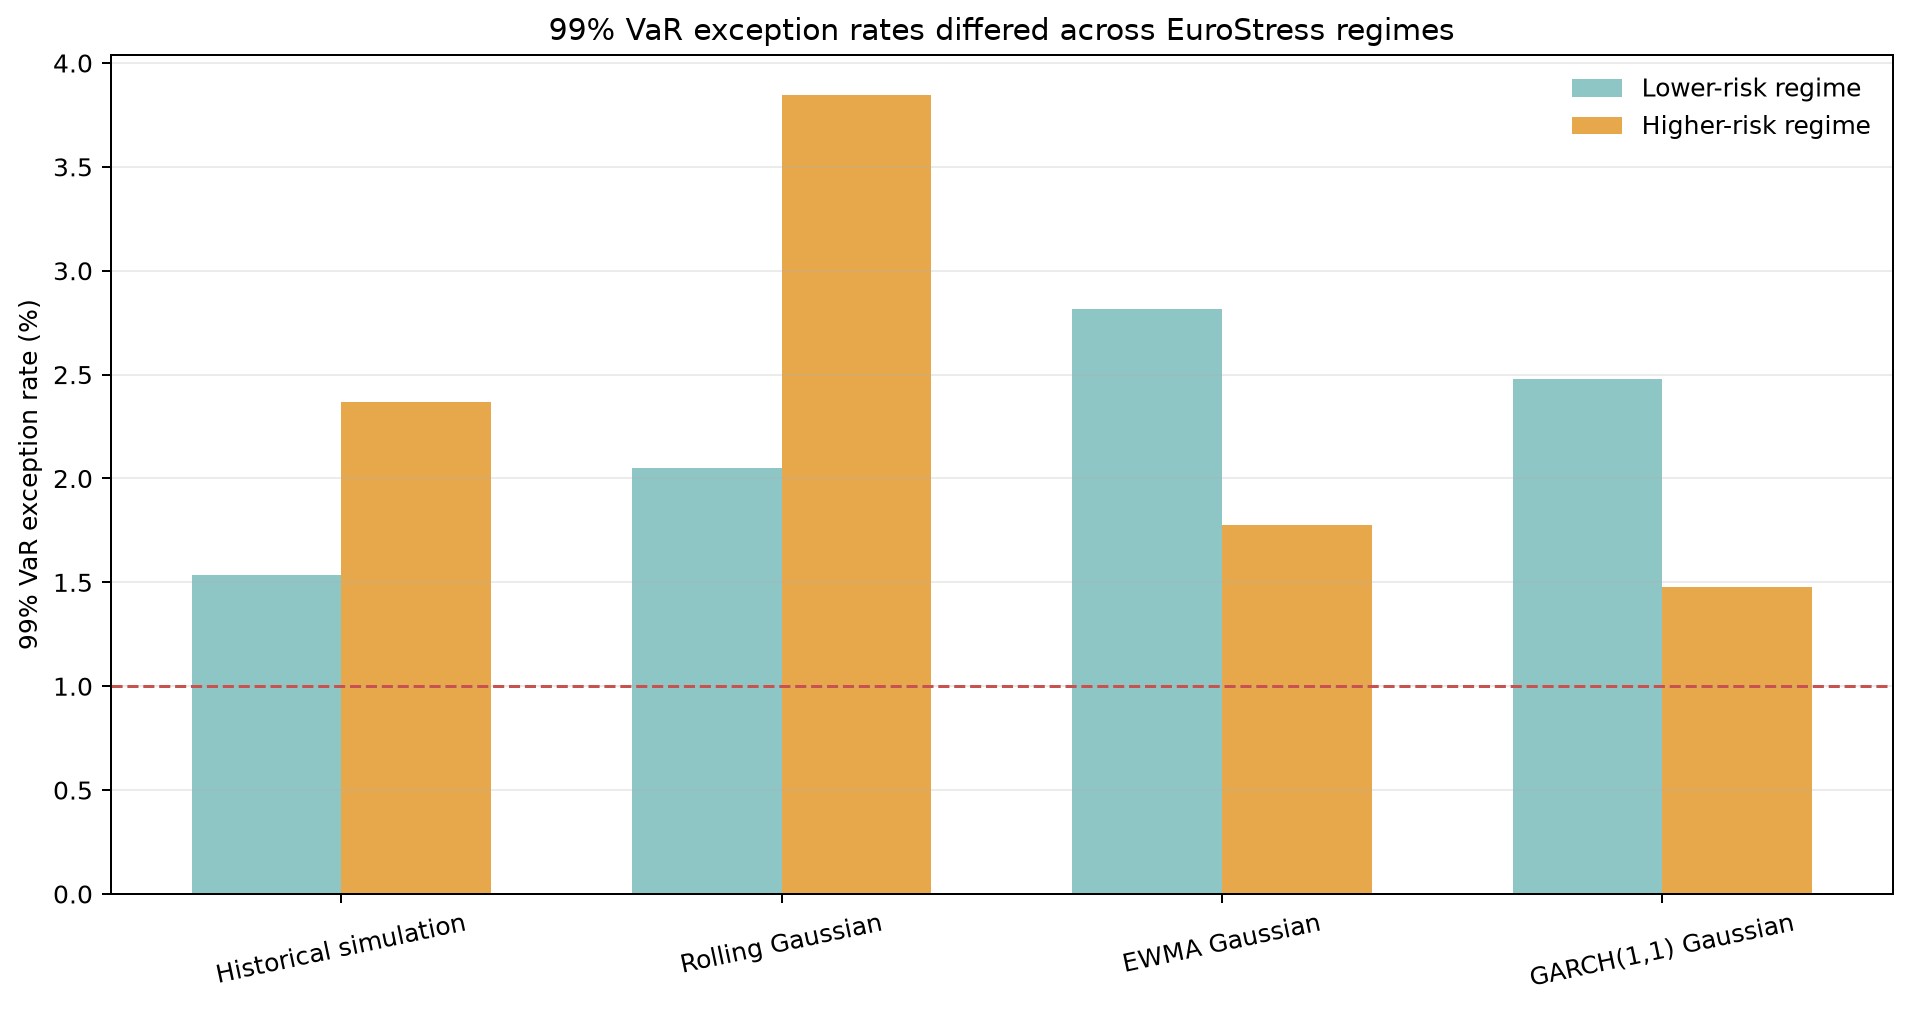 99% VaR exception rates differed across EuroStress regimes
Lower-risk regime
Higher-risk regime
99% VaR exception rate (%)
4.0
3.5
3.0
2.5
2.0
1.5
1.0
0.5
0.0
Historical simulation
Rolling Gaussian
EWMA Gaussian
GARCH(1,1) Gaussian